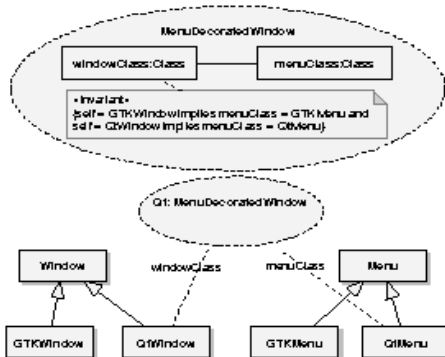 MenuDecoratedWindow
windowClass:Class
menuClass:Class
«invariant»
{self = GTKWindow implies menuClass = GTKMenu and
self = QtWindow implies menuClass = QtMenu}
Qt: MenuDecoratedWindow
Window
windowClass
menuClass
Menu
GTKWindow
QtWindow
GTKMenu
QtMenu